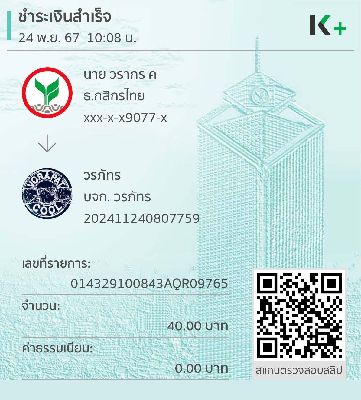 ชำระเงินสำเร็จ
24 พ.ย. 67 10:08 น.
K+
นาย วรากร ค
ธ.กสิกรไทย
xxx-x-x9077-x
วรภัทร
บจก. วรภัทร
202411240807759
เลขที่รายการ:
014329100843AQR09765
จำนวน:
40.00 บาท
ค่าธรรมเนียม:
0.00 บาท
สแกนตรวจสอบสลิป